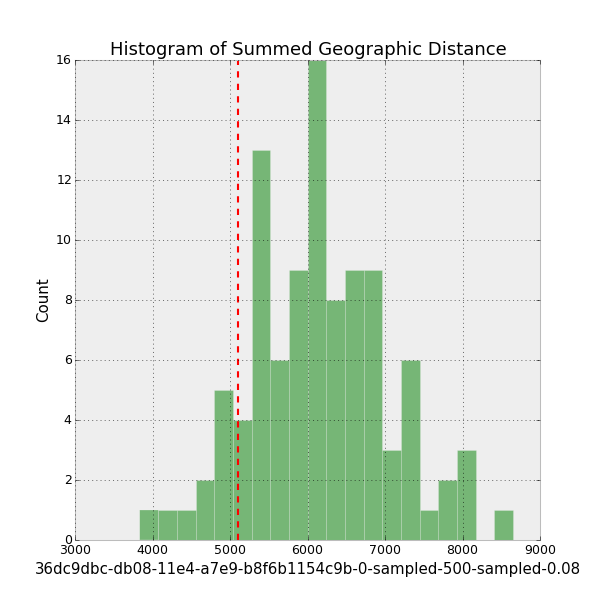 Histogram of Summed Geographic Distance
16
14
12
10
8
6
4
2
0
Count
3000 4000 5000 6000 7000 8000 9000
36dc9dbc-db08-11e4-a7e9-b8f6b1154c9b-0-sampled-500-sampled-0.08